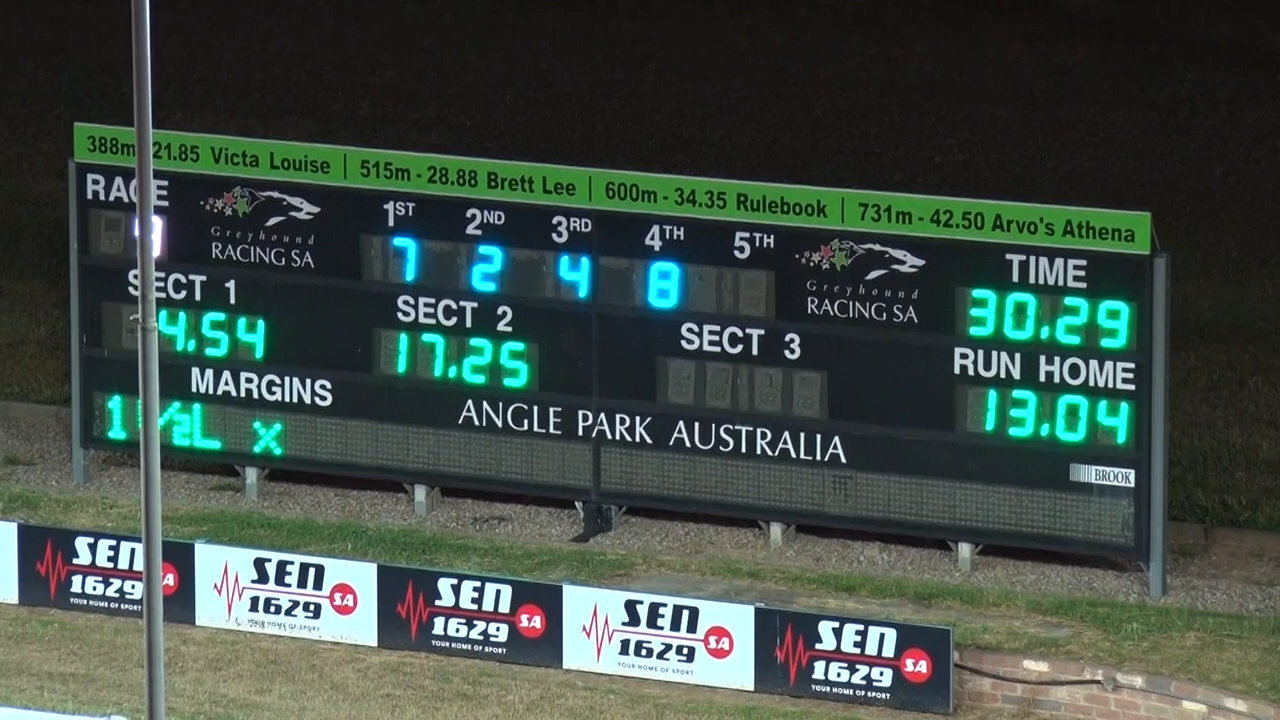 388m 21.85 Victa Louise | 515m - 28.88 Brett Lee | 600m - 34.35 Rulebook | 731m - 42.50 Arvo's Athena
RACE
Greyhound
RACING SA
1ST 2ND 3RD 4TH 5TH
7 2 4 8
Greyhound
RACING SA
TIME
30.29
SECT 1
4.54
SECT 2
17.25
SECT 3
RUN HOME
13.04
MARGINS
1 ½L
ANGLE PARK AUSTRALIA
BROOK
SEN
1629
YOUR HOME OF SPORT
SEN
1629 SA
YOUR HOME OF SPORT
SEN
1629 SA
YOUR HOME OF SPORT
SEN
1629 SA
YOUR HOME OF SPORT
SEN
1629 SA
YOUR HOME OF SPORT